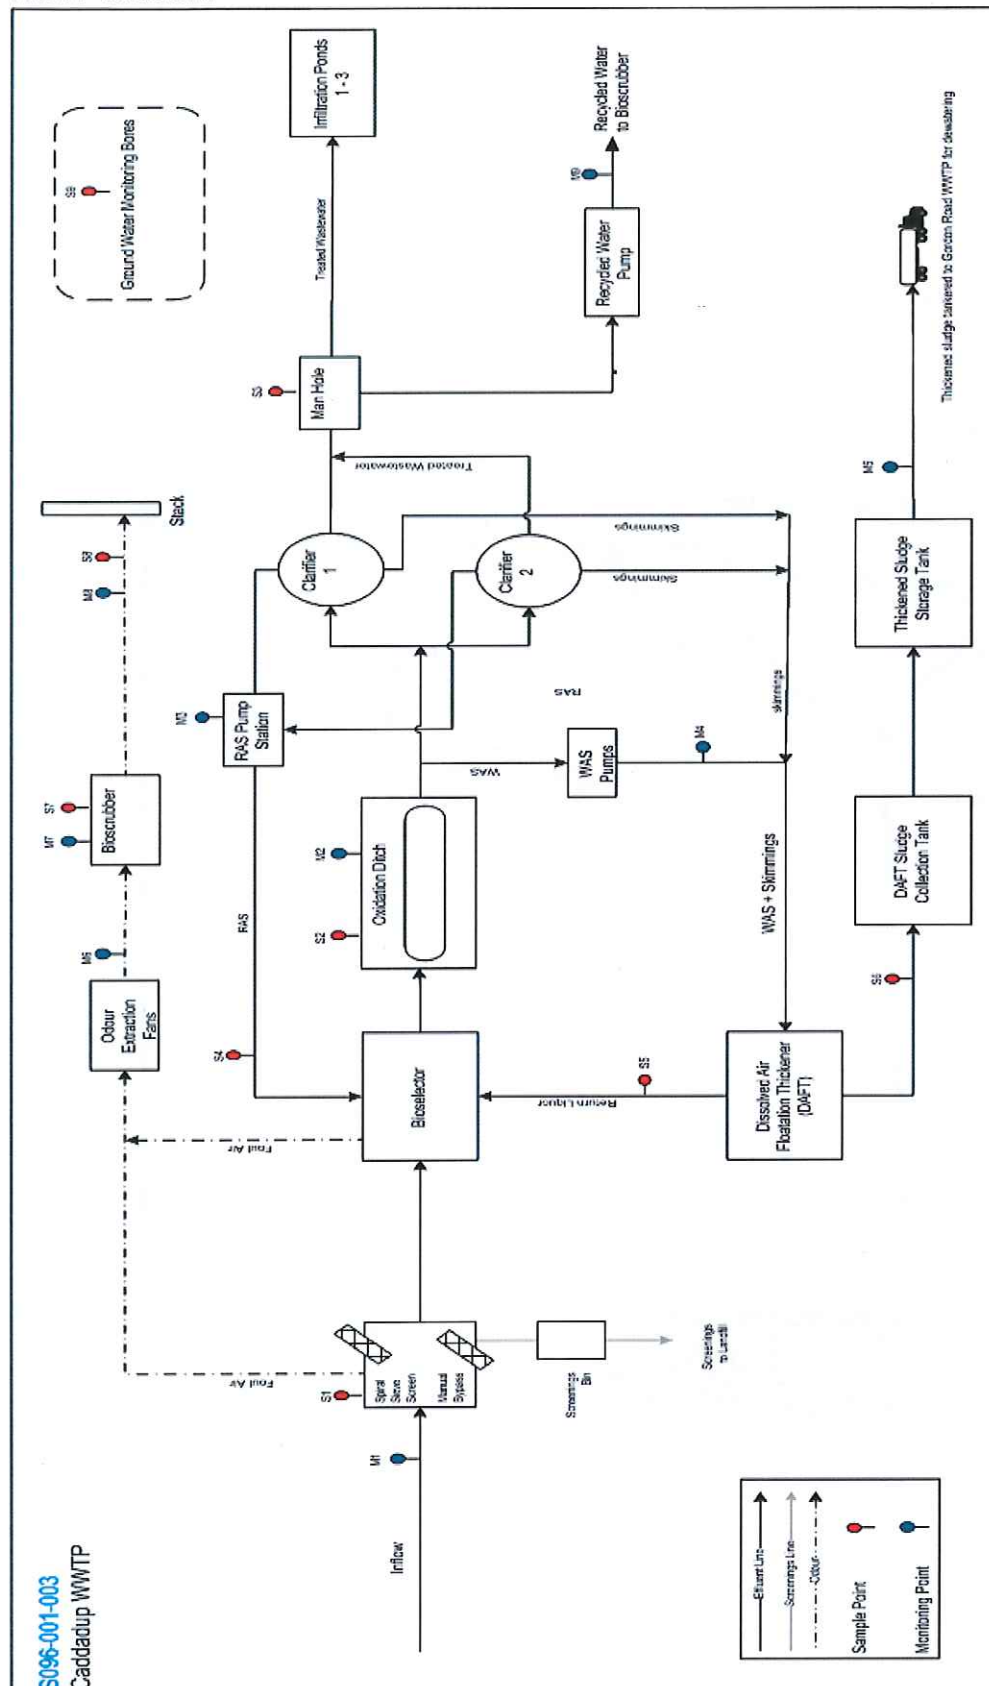 S096-001-003
Caddadup WWTP
Inflow
M1
S1
Spiral
Sieve
Screen
Manual
Bypass
Screenings
Bin
Screenings
to Landfill
Foul Air
Foul Air
Bioselector
S4
RAS
Odour
Extraction
Fans
M6
Bioscrubber
M7
S7
M8
S8
Stack
Ground Water Monitoring Bores
S9
S2
M2
Oxidation Ditch
RAS Pump
Station
M3
Clarifier
1
Clarifier
2
Treated Wastewater
Skimmings
Skimmings
skimmings
RAS
WAS
WAS
Pumps
M4
WAS + Skimmings
Return Liquor
S5
Dissolved Air
Floatation Thickener
(DAFT)
S6
DAFT Sludge
Collection Tank
Thickened Sludge
Storage Tank
M5
Thickened sludge tankered to Gordon Road WWTP for dewatering
Man Hole
S3
Treated Wastewater
Infiltration Ponds
1 - 3
Recycled Water
Pump
M9
Recycled Water
to Bioscrubber
Effluent Line
Screenings Line
Odour
Sample Point
Monitoring Point